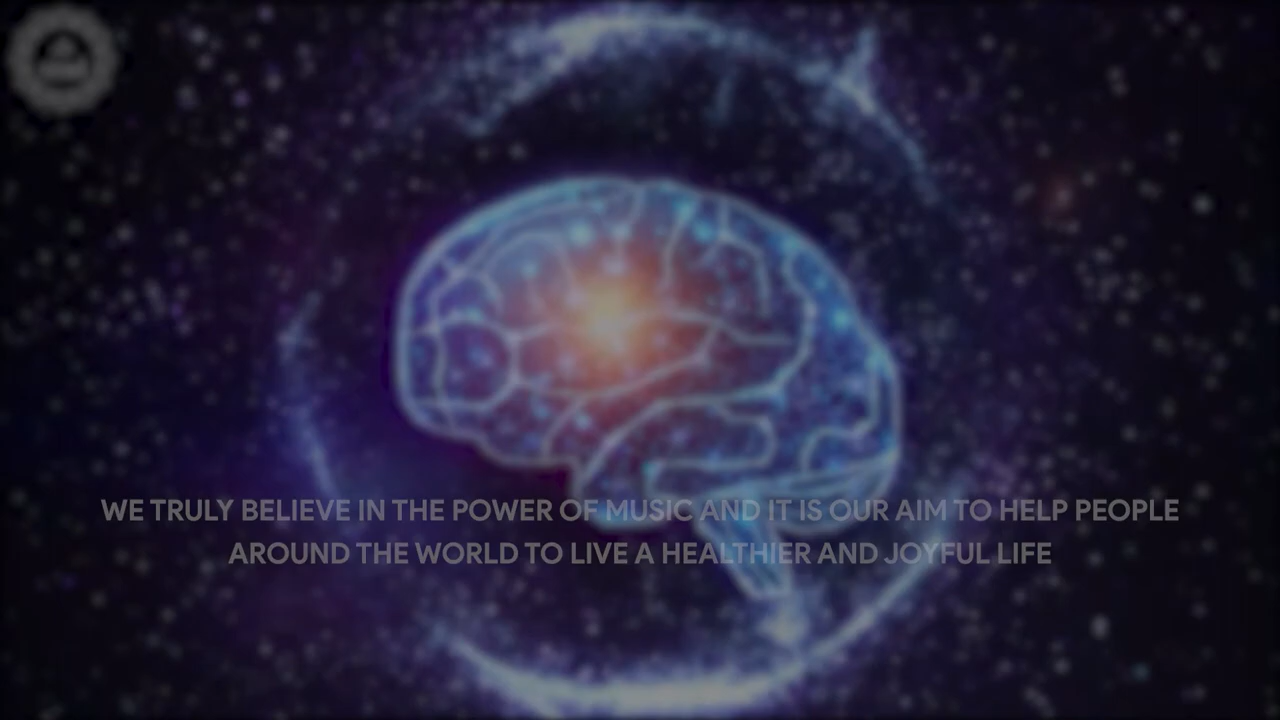 WE TRULY BELIEVE IN THE POWER OF MUSIC AND IT IS OUR AIM TO HELP PEOPLE
AROUND THE WORLD TO LIVE A HEALTHIER AND JOYFUL LIFE